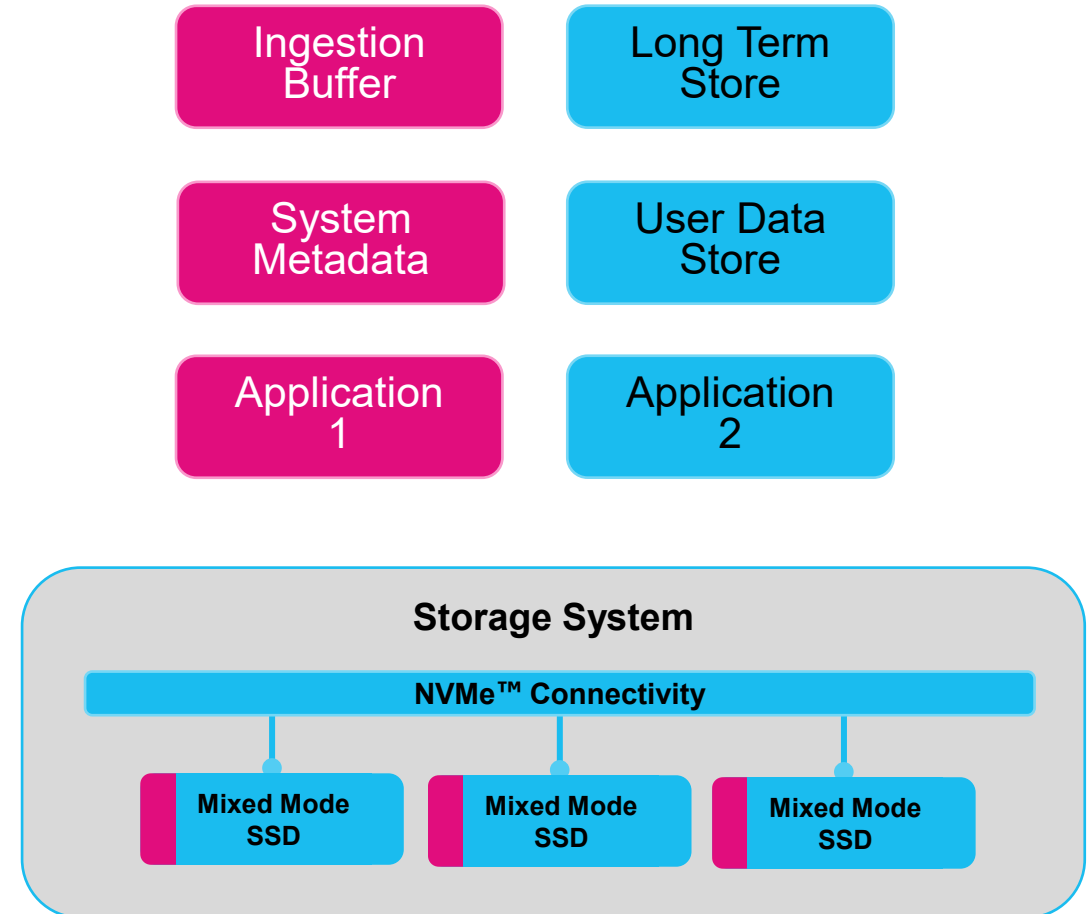 Ingestion
Buffer
Long Term
Store
System
Metadata
User Data
Store
Application
1
Application
2
Storage System
NVMe™ Connectivity
Mixed Mode
SSD
Mixed Mode
SSD
Mixed Mode
SSD